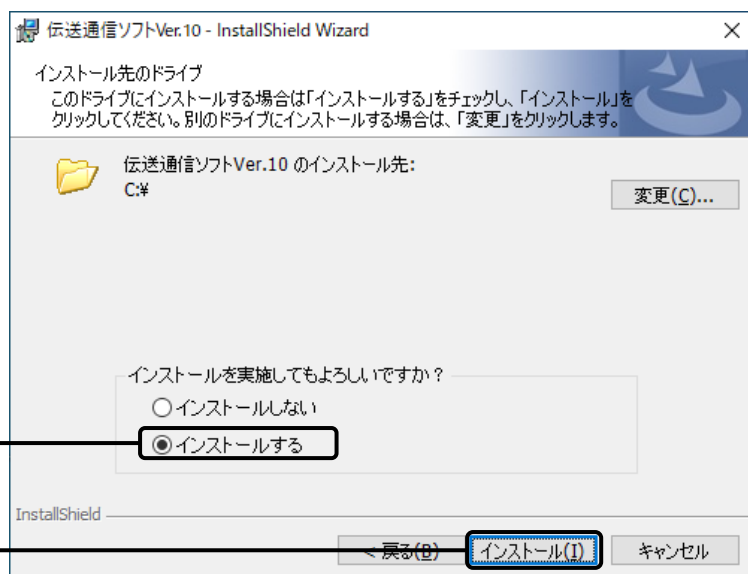 伝送通信ソフトVer.10 - InstallShield Wizard
インストール先のドライブ
このドライブにインストールする場合は「インストールする」をチェックし、「インストール」を
クリックしてください。別のドライブにインストールする場合は、「変更」をクリックします。
伝送通信ソフトVer.10 のインストール先:
C:¥
変更(C)...
インストールを実施してもよろしいですか？
インストールしない
インストールする
InstallShield
< 戻る(B)
インストール(I)
キャンセル